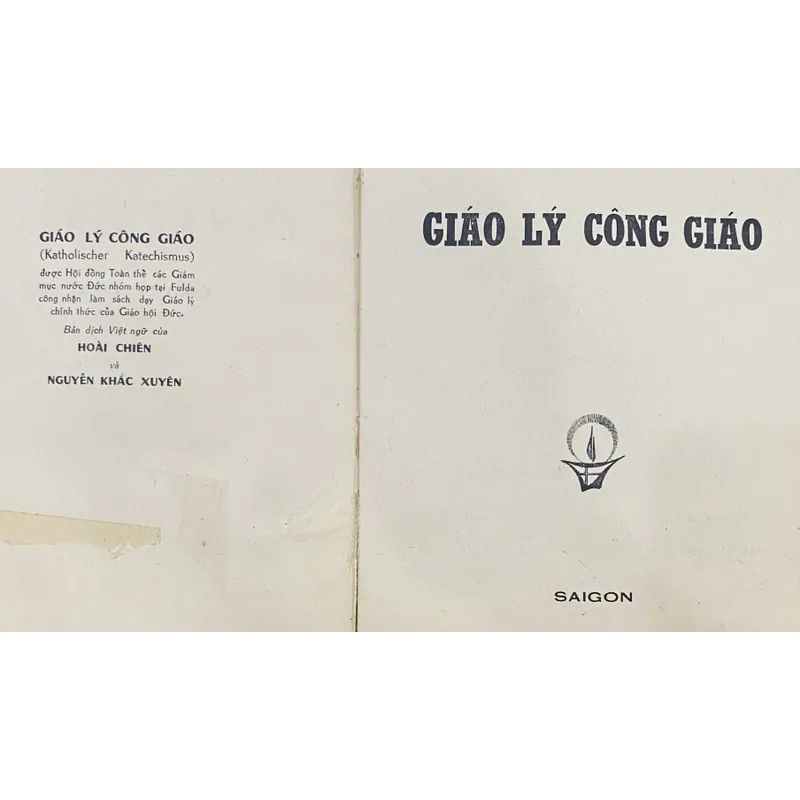 GIÁO LÝ CÔNG GIÁO
(Katholischer Katechismus)
được Hội đồng Toàn thể các Giám
mục nước Đức nhóm họp tại Fulda
công nhận làm sách dạy Giáo lý
chính thức của Giáo hội Đức.
Bản dịch Việt ngữ của
HOÀI CHIÊN
và
NGUYỄN KHẮC XUYÊN
GIÁO LÝ CÔNG GIÁO
SAIGON